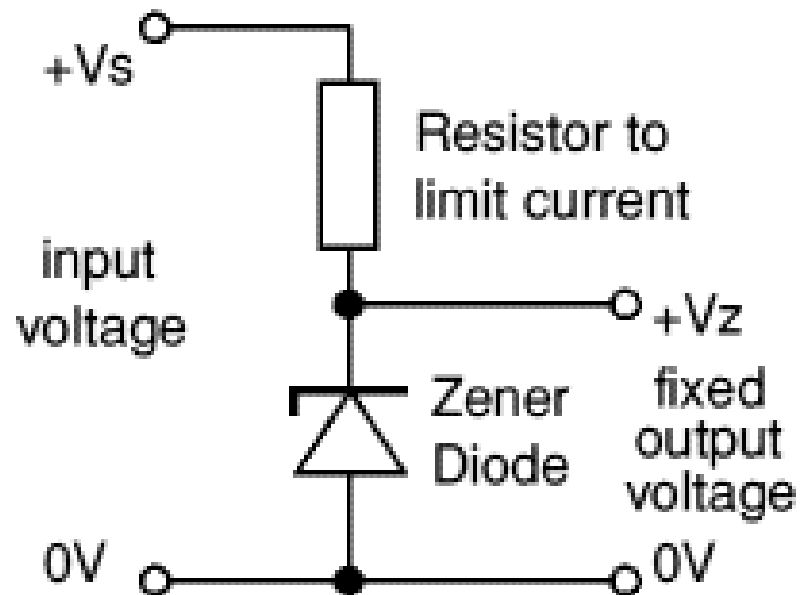 +Vs
Resistor to
limit current
input
voltage
+Vz
Zener
Diode
fixed
output
voltage
0V
0V